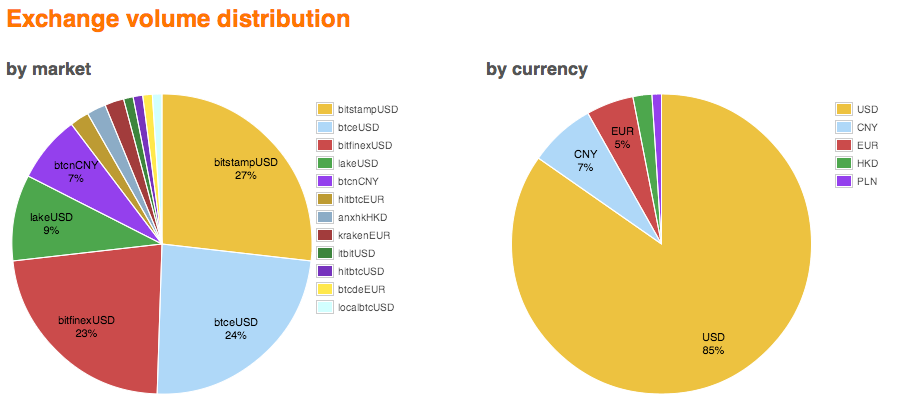 Exchange volume distribution
by market
bitstampUSD
27%
btceUSD
24%
bitfinexUSD
23%
lakeUSD
9%
btcnCNY
7%
bitstampUSD
btceUSD
bitfinexUSD
lakeUSD
btcnCNY
hitbtcEUR
anxhkHKD
krakenEUR
itbitUSD
hitbtcUSD
btcdeEUR
localbtcUSD
by currency
USD
85%
CNY
7%
EUR
5%
USD
CNY
EUR
HKD
PLN